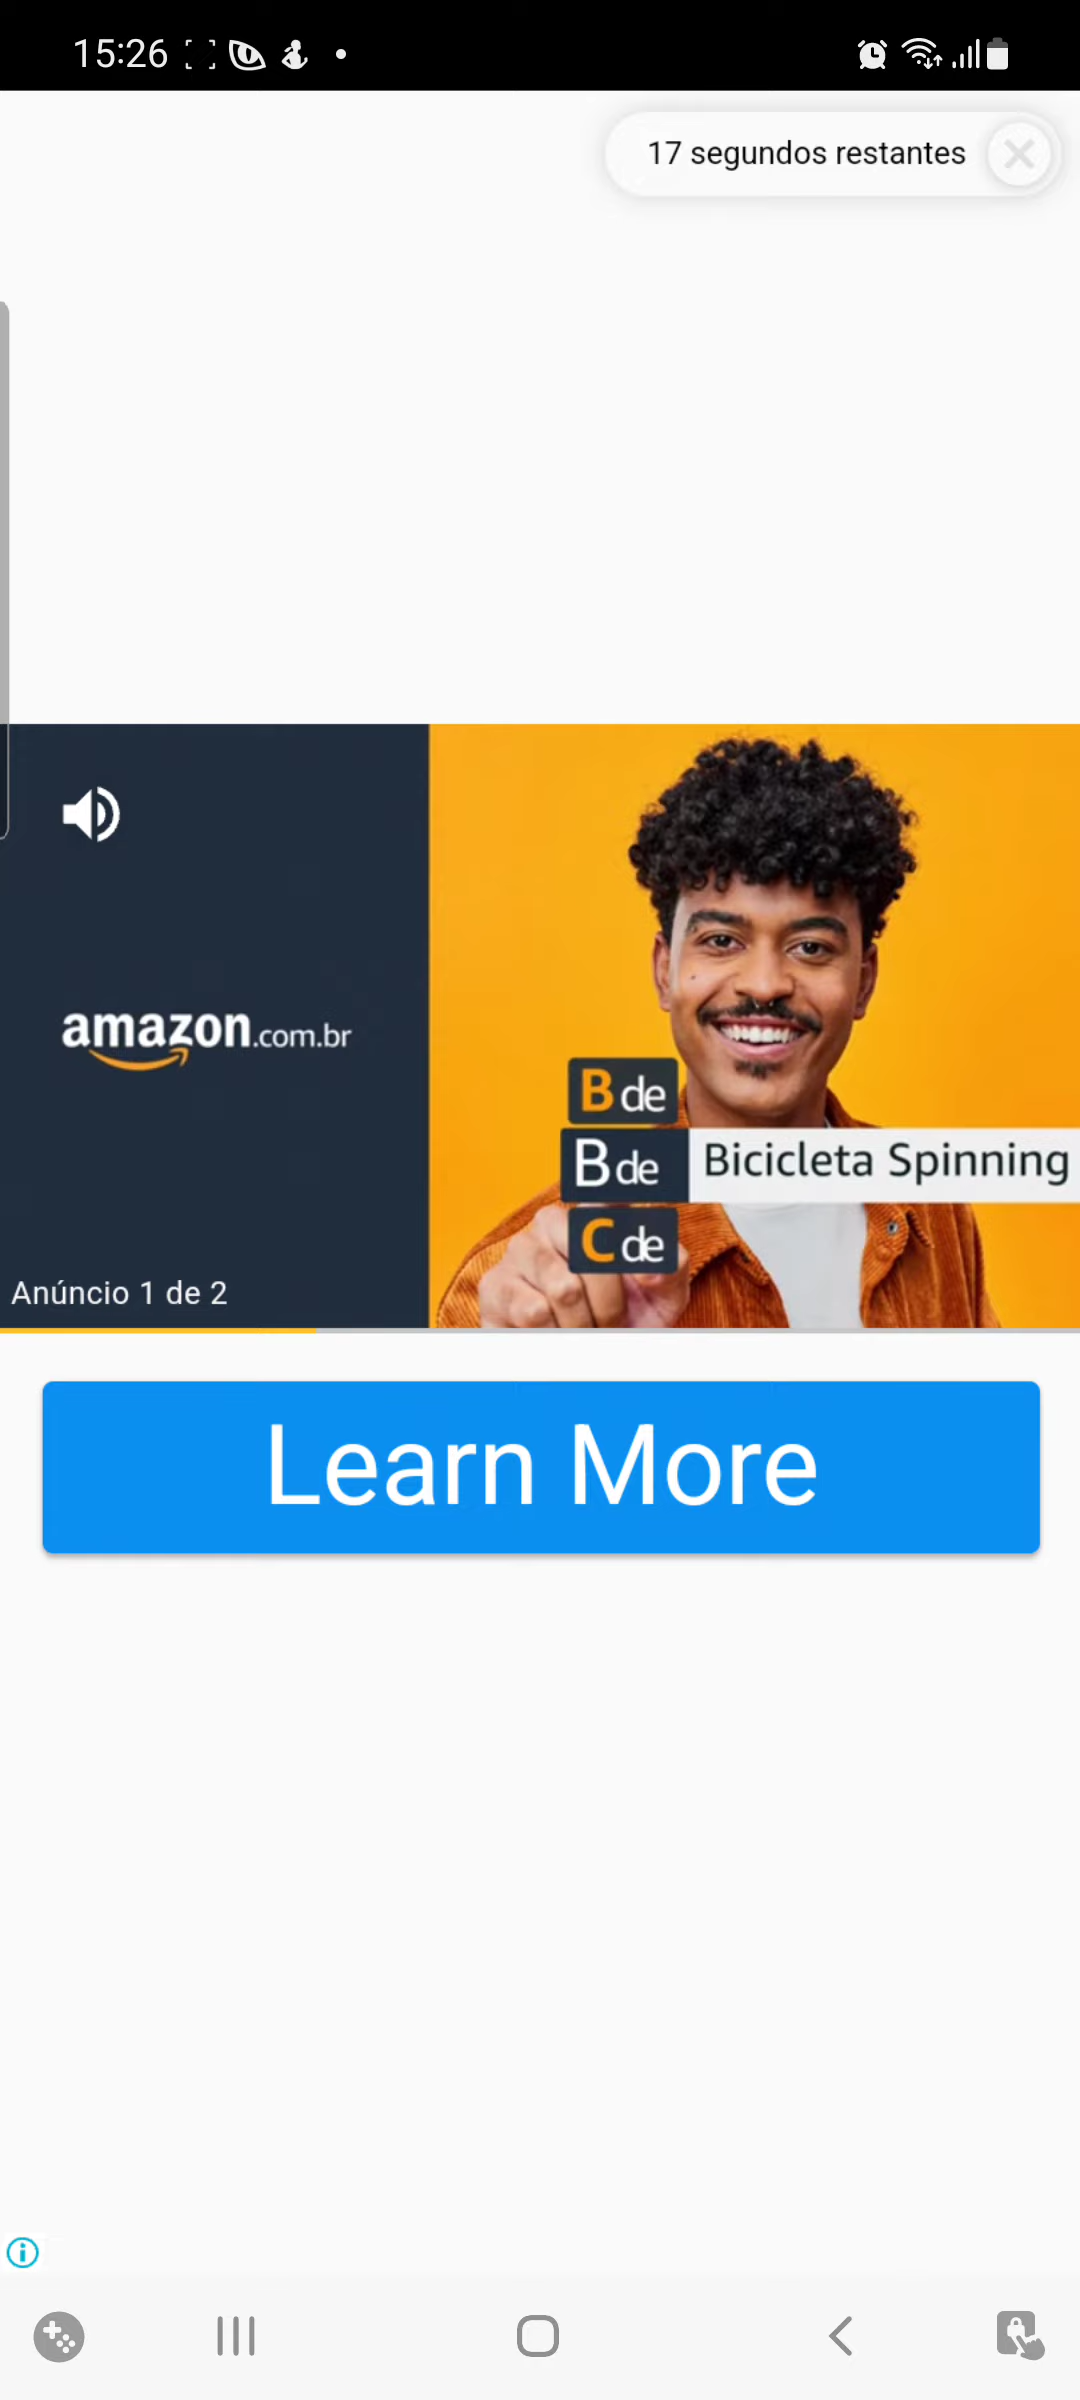 15:26
17 segundos restantes
amazon.com.br
B de
B de Bicicleta Spinning
C de
Anúncio 1 de 2
Learn More